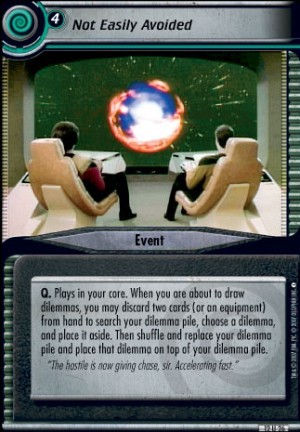 4
Not Easily Avoided
Event
Q. Plays in your core. When you are about to draw
dilemmas, you may discard two cards (or an equipment)
from hand to search your dilemma pile, choose a dilemma,
and place it aside. Then shuffle and replace your dilemma
pile and place that dilemma on top of your dilemma pile.
"The hostile is now giving chase, sir. Accelerating fast."